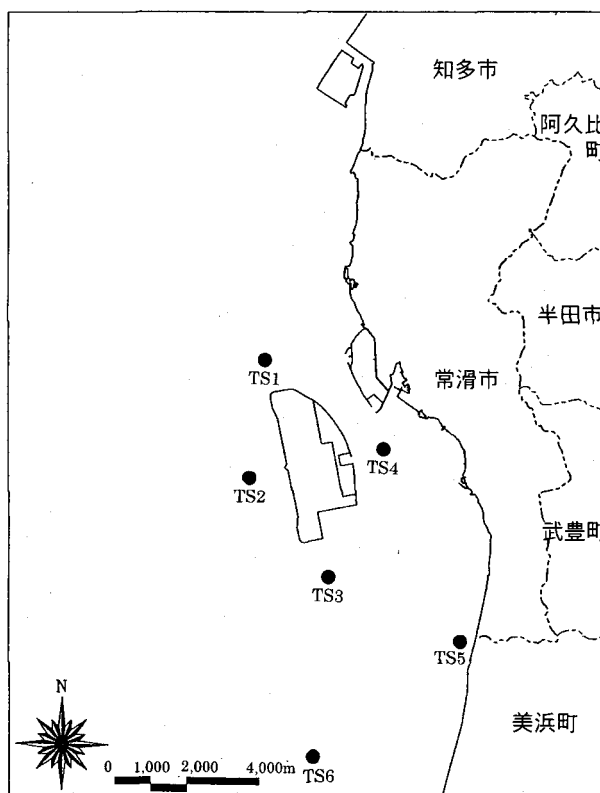 知多市
阿久比
町
半田市
TS1
常滑市
TS4
TS2
武豊町
TS3
TS5
N
美浜町
0 1,000 2,000 4,000m
TS6